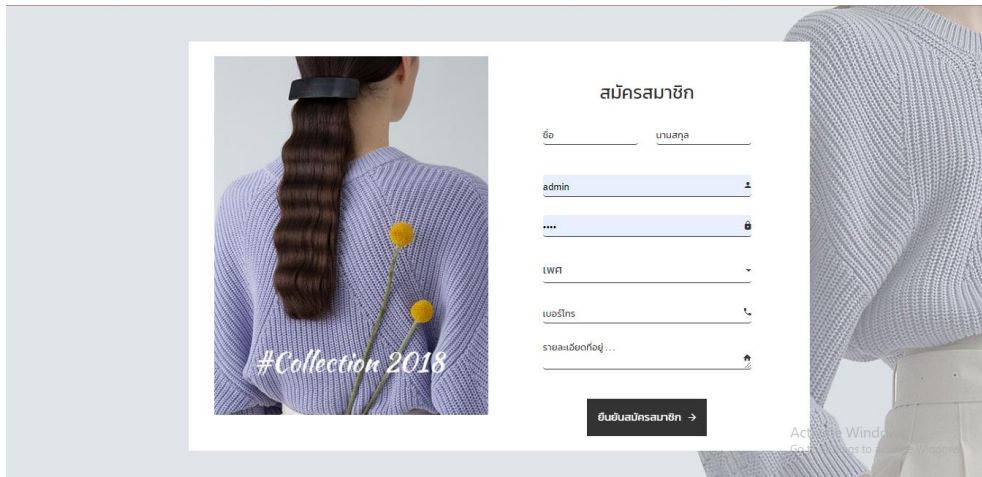 สมัครสมาชิก
ชื่อ นามสกุล
admin
••••
เพศ
เบอร์โทร
รายละเอียดที่อยู่ ...
#Collection 2018
ยืนยันสมัครสมาชิก →
Windows